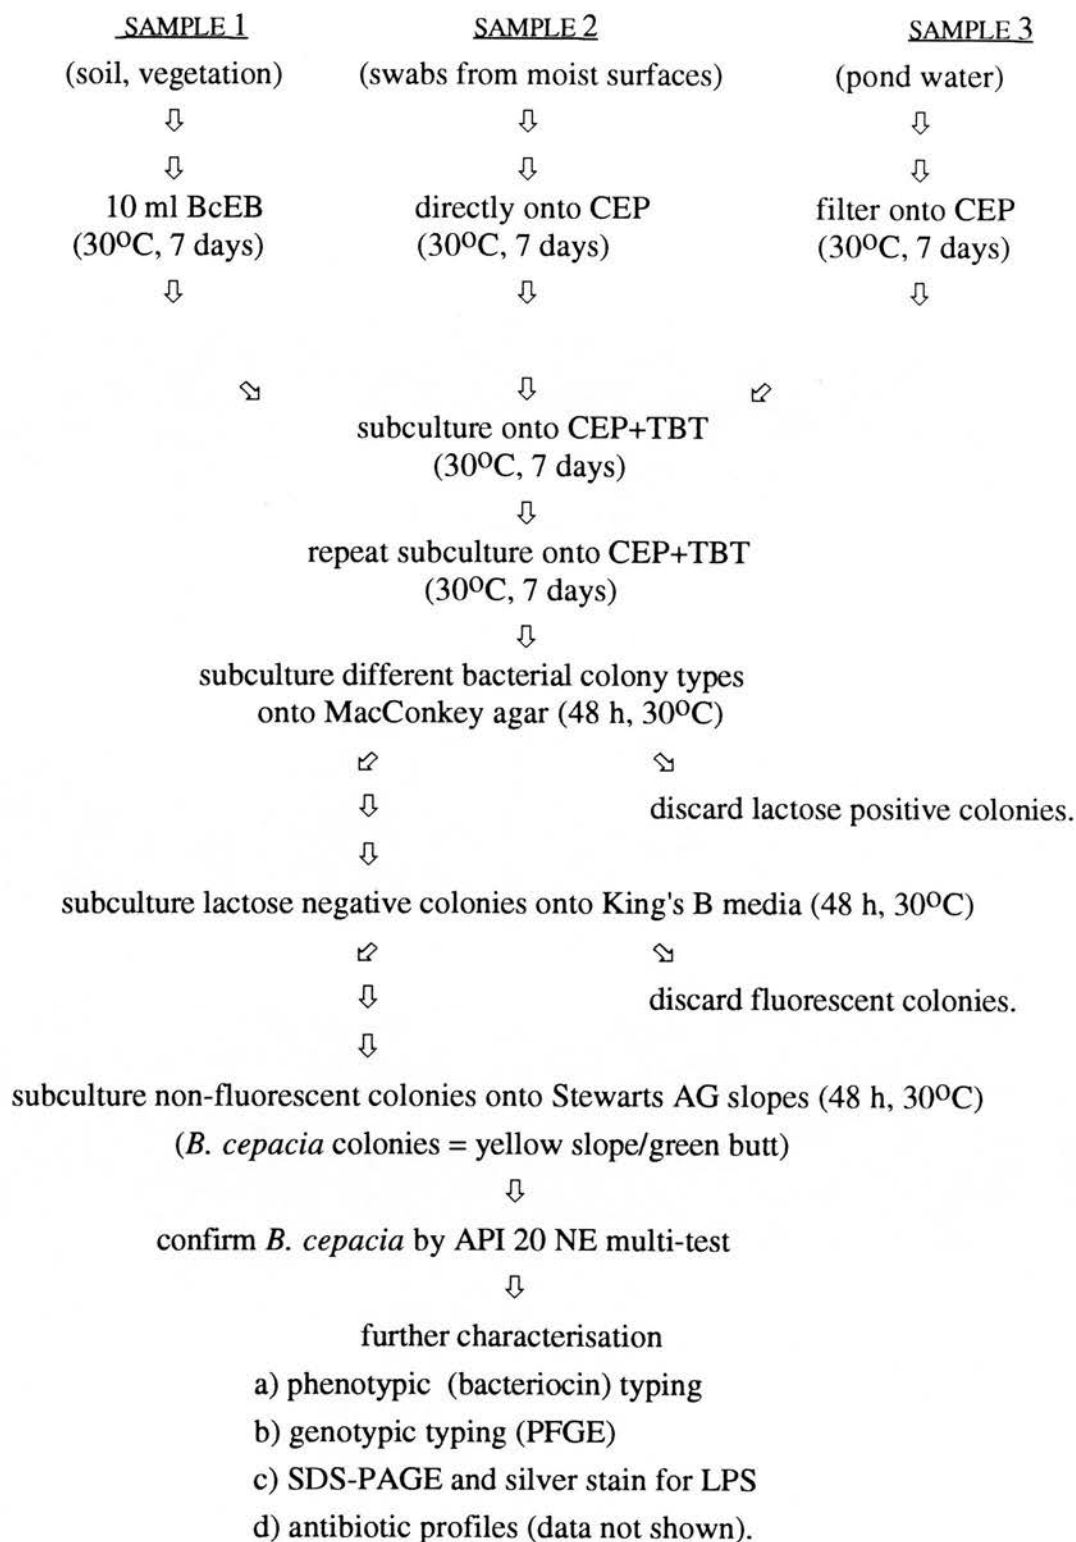 SAMPLE 1 SAMPLE 2 SAMPLE 3
(soil, vegetation) (swabs from moist surfaces) (pond water)
⇩ ⇩ ⇩
⇩ ⇩ ⇩
10 ml BcEB directly onto CEP filter onto CEP
(30°C, 7 days) (30°C, 7 days) (30°C, 7 days)
⇩ ⇩ ⇩
⬂ ⇩ ⬃
subculture onto CEP+TBT
(30°C, 7 days)
⇩
repeat subculture onto CEP+TBT
(30°C, 7 days)
⇩
subculture different bacterial colony types
onto MacConkey agar (48 h, 30°C)
⬃ ⬂
⇩ discard lactose positive colonies.
⇩
subculture lactose negative colonies onto King's B media (48 h, 30°C)
⬃ ⬂
⇩ discard fluorescent colonies.
⇩
subculture non-fluorescent colonies onto Stewarts AG slopes (48 h, 30°C)
(B. cepacia colonies = yellow slope/green butt)
⇩
confirm B. cepacia by API 20 NE multi-test
⇩
further characterisation
a) phenotypic (bacteriocin) typing
b) genotypic typing (PFGE)
c) SDS-PAGE and silver stain for LPS
d) antibiotic profiles (data not shown).